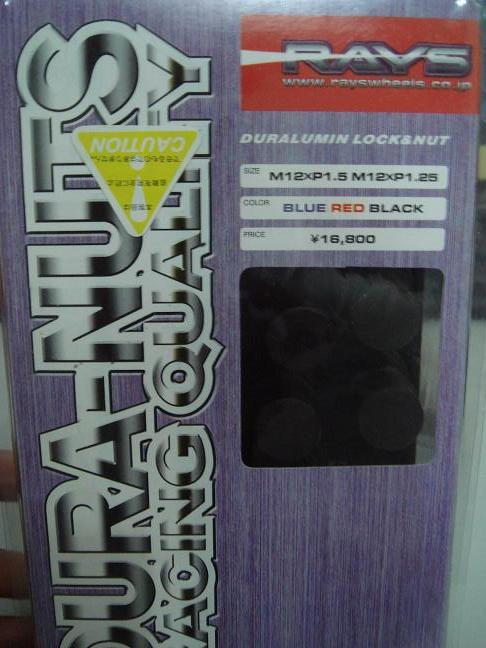 RAYS
www.rayswheels.co.jp
DURALUMIN LOCK&NUT
SIZE M12XP1.5 M12XP1.25
COLOR BLUE RED BLACK
PRICE ¥16,800
DURA-NUTS
RACING QUALITY
CAUTION